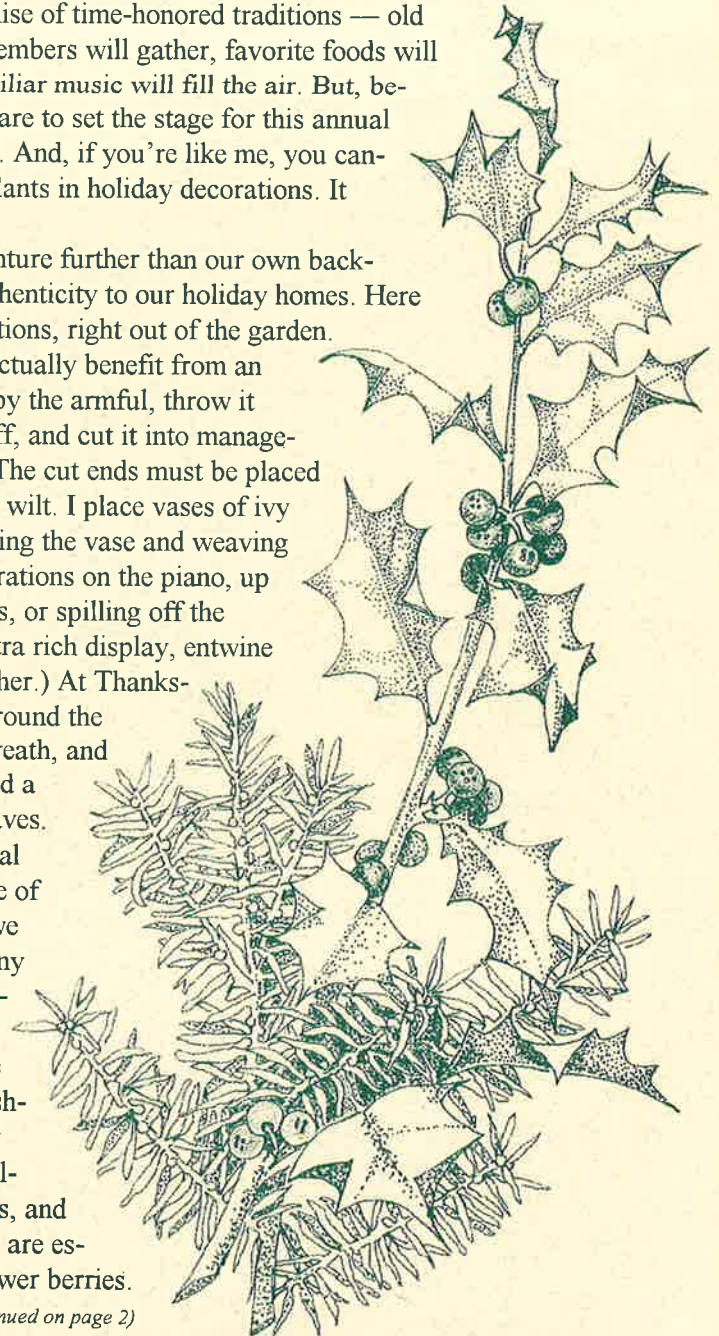 ise of time-honored traditions — old
embers will gather, favorite foods will
iliar music will fill the air. But, be-
are to set the stage for this annual
. And, if you're like me, you can-
lants in holiday decorations. It
nture further than our own back-
henticity to our holiday homes. Here
tions, right out of the garden.
ctually benefit from an
by the armful, throw it
ff, and cut it into manage-
The cut ends must be placed
wilt. I place vases of ivy
ing the vase and weaving
rations on the piano, up
s, or spilling off the
tra rich display, entwine
her.) At Thanks-
round the
reath, and
d a
ves.
al
e of
ve
ny
-
sh-
l-
s, and
are es-
wer berries.
nued on page 2)